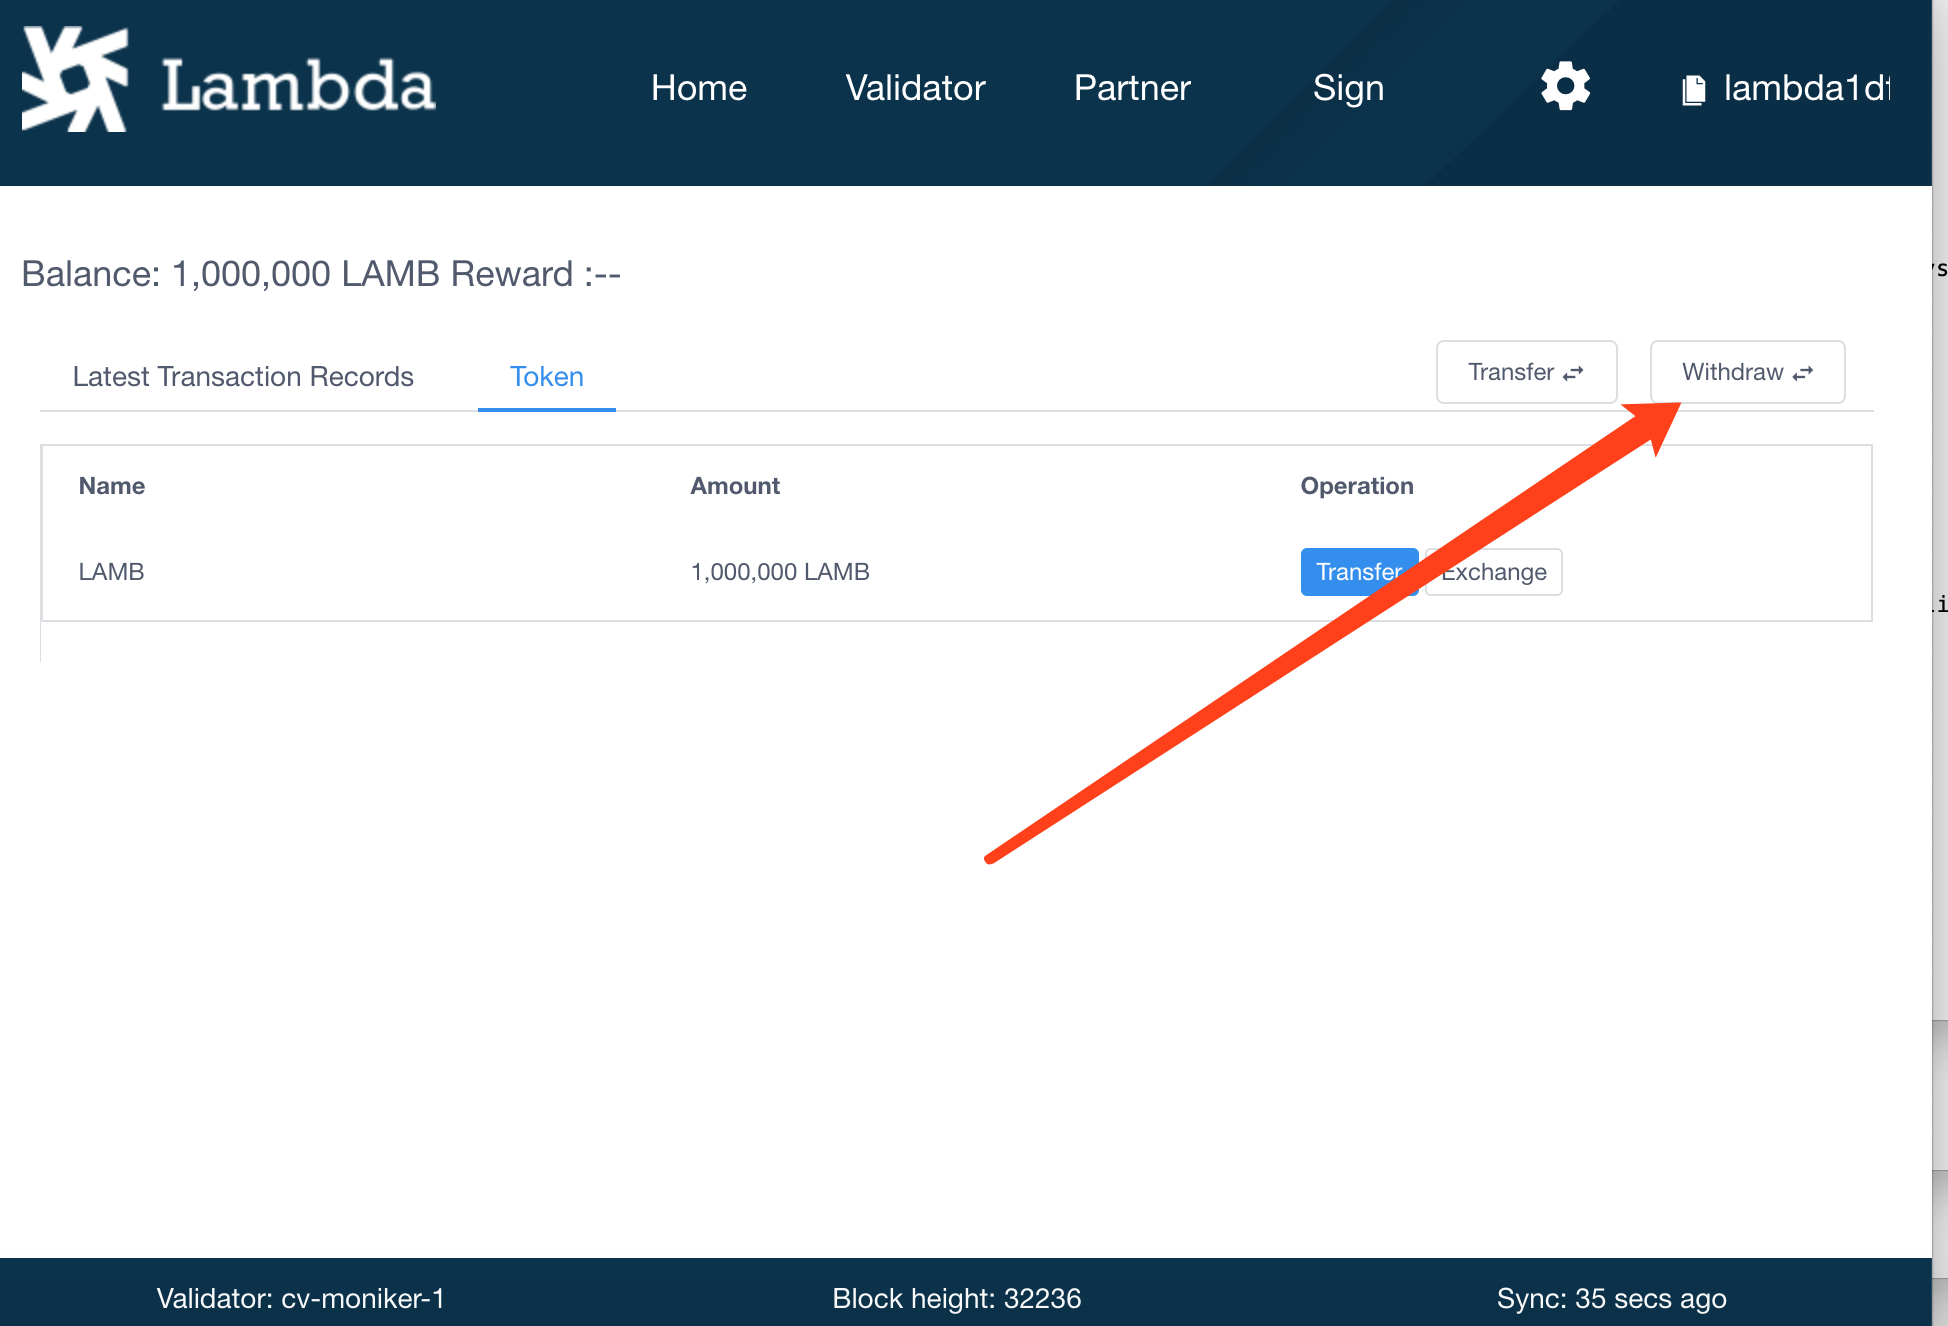 Lambda
Home Validator Partner Sign lambda1d
Balance: 1,000,000 LAMB Reward :--
Latest Transaction Records Token Transfer Withdraw
Name Amount Operation
LAMB 1,000,000 LAMB Transfer Exchange
Validator: cv-moniker-1 Block height: 32236 Sync: 35 secs ago